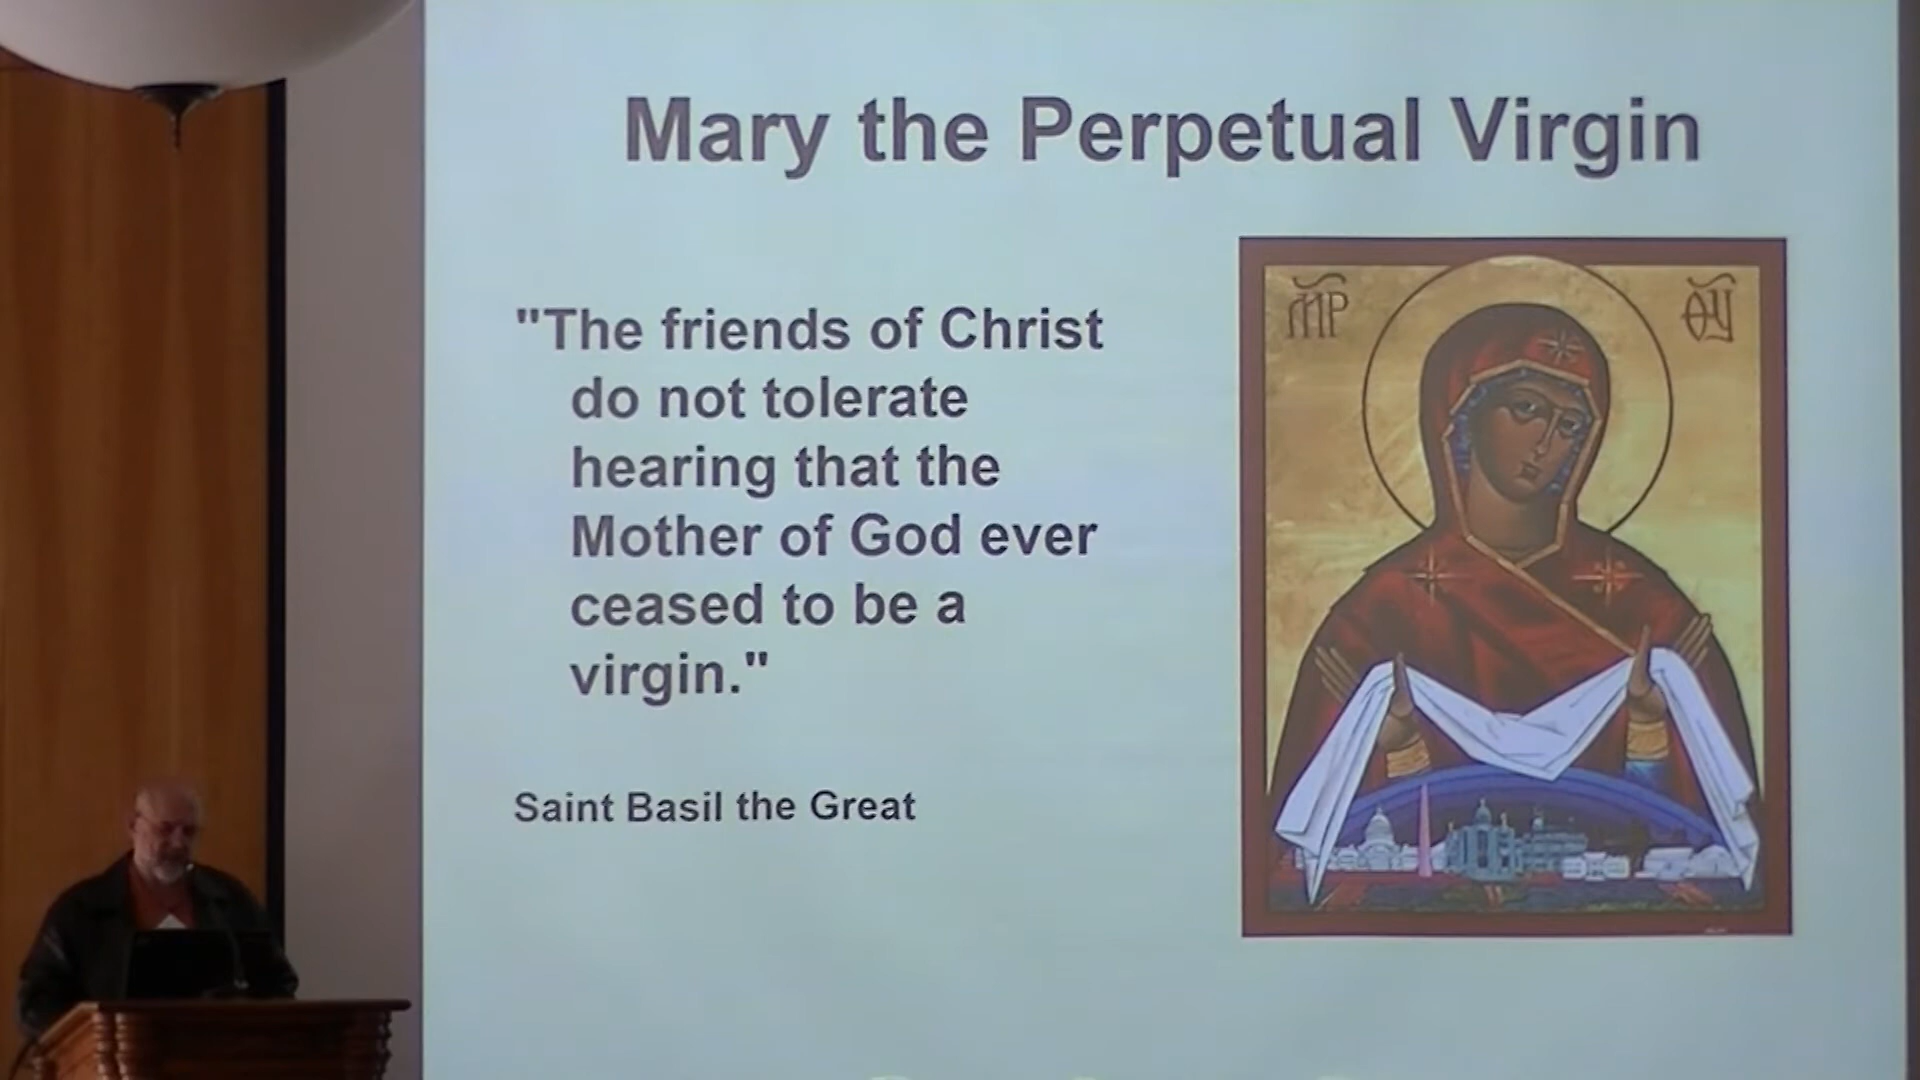 Mary the Perpetual Virgin
"The friends of Christ
do not tolerate
hearing that the
Mother of God ever
ceased to be a
virgin."
Saint Basil the Great
ΜΡ ΘΥ